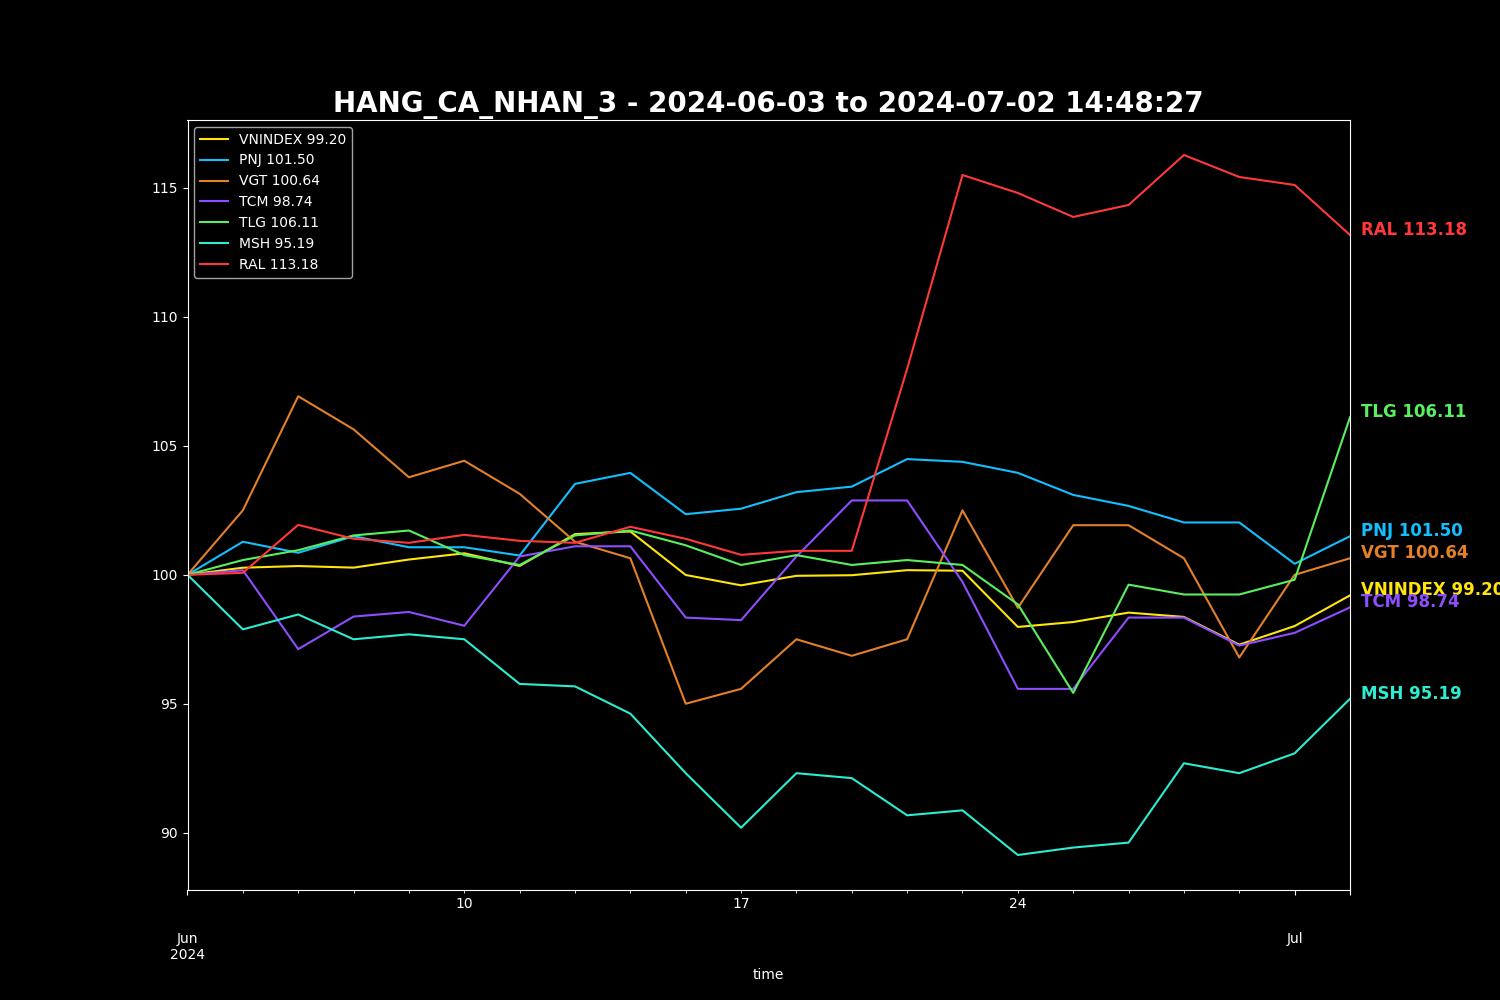 HANG_CA_NHAN_3 - 2024-06-03 to 2024-07-02 14:48:27
VNINDEX 99.20
PNJ 101.50
VGT 100.64
TCM 98.74
TLG 106.11
MSH 95.19
RAL 113.18
115
110
105
100
95
90
RAL 113.18
TLG 106.11
PNJ 101.50
VGT 100.64
VNINDEX 99.20
TCM 98.74
MSH 95.19
10
17
24
Jun
2024
Jul
time